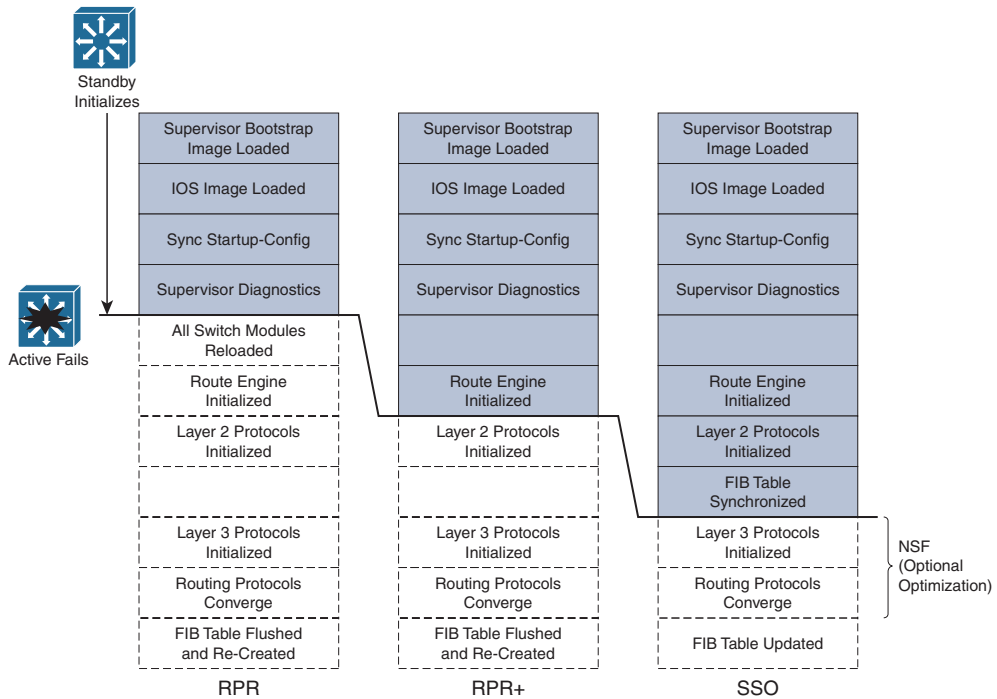 Standby
Initializes
Supervisor Bootstrap
Image Loaded
IOS Image Loaded
Sync Startup-Config
Supervisor Diagnostics
All Switch Modules
Reloaded
Route Engine
Initialized
Layer 2 Protocols
Initialized
Layer 3 Protocols
Initialized
Routing Protocols
Converge
FIB Table Flushed
and Re-Created
RPR
Supervisor Bootstrap
Image Loaded
IOS Image Loaded
Sync Startup-Config
Supervisor Diagnostics
Route Engine
Initialized
Layer 2 Protocols
Initialized
Layer 3 Protocols
Initialized
Routing Protocols
Converge
FIB Table Flushed
and Re-Created
RPR+
Supervisor Bootstrap
Image Loaded
IOS Image Loaded
Sync Startup-Config
Supervisor Diagnostics
Route Engine
Initialized
Layer 2 Protocols
Initialized
FIB Table
Synchronized
Layer 3 Protocols
Initialized
Routing Protocols
Converge
FIB Table Updated
SSO
Active Fails
NSF
(Optional
Optimization)